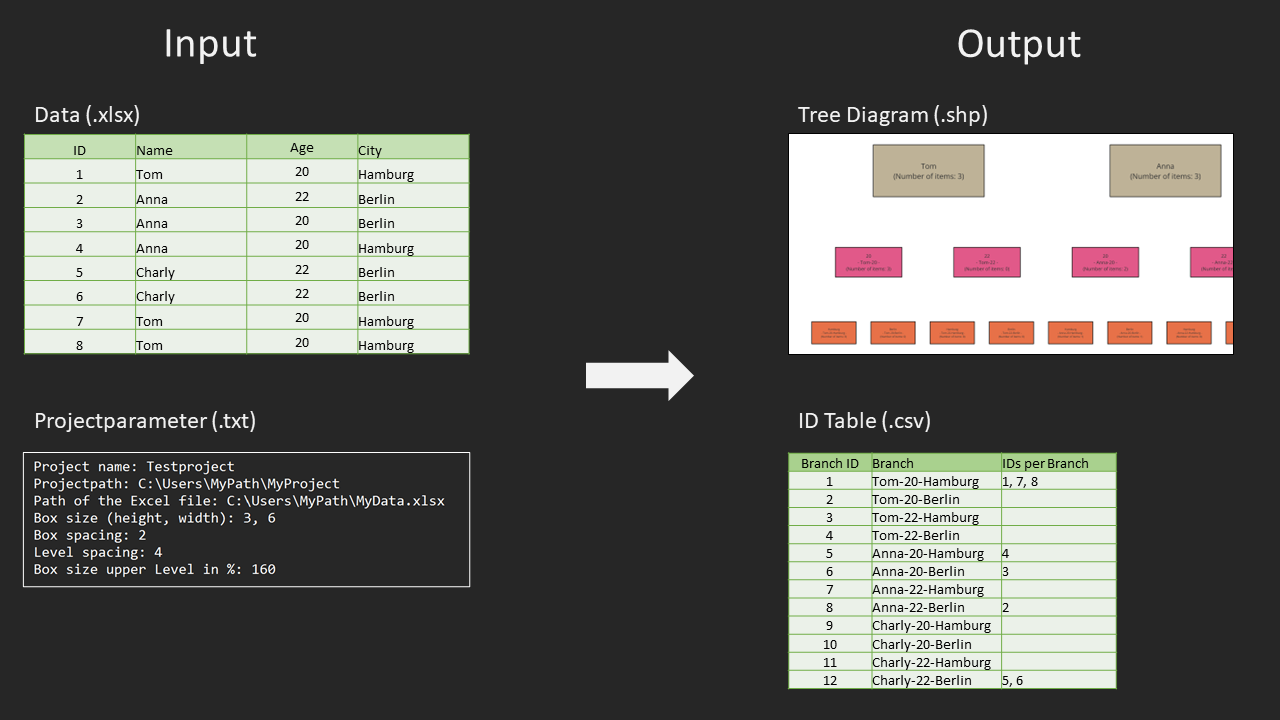 Input
Output
Data (.xlsx)
ID Name Age City
1 Tom 20 Hamburg
2 Anna 22 Berlin
3 Anna 20 Berlin
4 Anna 20 Hamburg
5 Charly 22 Berlin
6 Charly 22 Berlin
7 Tom 20 Hamburg
8 Tom 20 Hamburg
Projectparameter (.txt)
Project name: Testproject
Projectpath: C:\Users\MyPath\MyProject
Path of the Excel file: C:\Users\MyPath\MyData.xlsx
Box size (height, width): 3, 6
Box spacing: 2
Level spacing: 4
Box size upper Level in %: 160
Tree Diagram (.shp)
Tom
(Number of items: 3)
Anna
(Number of items: 3)
20
- Tom-20 -
(Number of items: 3)
22
- Tom-22 -
(Number of items: 0)
20
- Anna-20 -
(Number of items: 2)
22
ID Table (.csv)
Branch ID Branch IDs per Branch
1 Tom-20-Hamburg 1, 7, 8
2 Tom-20-Berlin
3 Tom-22-Hamburg
4 Tom-22-Berlin
5 Anna-20-Hamburg 4
6 Anna-20-Berlin 3
7 Anna-22-Hamburg
8 Anna-22-Berlin 2
9 Charly-20-Hamburg
10 Charly-20-Berlin
11 Charly-22-Hamburg
12 Charly-22-Berlin 5, 6